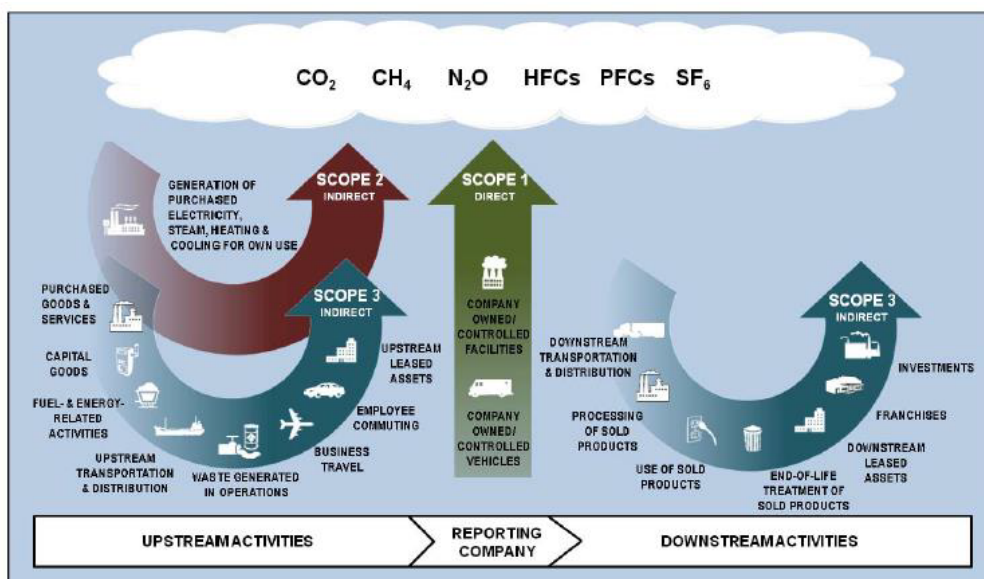 CO₂ CH₄ N₂O HFCs PFCs SF₆
GENERATION OF
PURCHASED
ELECTRICITY,
STEAM, HEATING &
COOLING FOR OWN USE
SCOPE 2
INDIRECT
SCOPE 1
DIRECT
COMPANY
OWNED/
CONTROLLED
FACILITIES
COMPANY
OWNED/
CONTROLLED
VEHICLES
PURCHASED
GOODS &
SERVICES
CAPITAL
GOODS
FUEL- & ENERGY-
RELATED
ACTIVITIES
UPSTREAM
TRANSPORTATION
& DISTRIBUTION
WASTE GENERATED
IN OPERATIONS
BUSINESS
TRAVEL
EMPLOYEE
COMMUTING
UPSTREAM
LEASED
ASSETS
SCOPE 3
INDIRECT
DOWNSTREAM
TRANSPORTATION
& DISTRIBUTION
PROCESSING
OF SOLD
PRODUCTS
USE OF SOLD
PRODUCTS
END-OF-LIFE
TREATMENT OF
SOLD PRODUCTS
DOWNSTREAM
LEASED
ASSETS
FRANCHISES
INVESTMENTS
SCOPE 3
INDIRECT
UPSTREAM ACTIVITIES
REPORTING
COMPANY
DOWNSTREAM ACTIVITIES